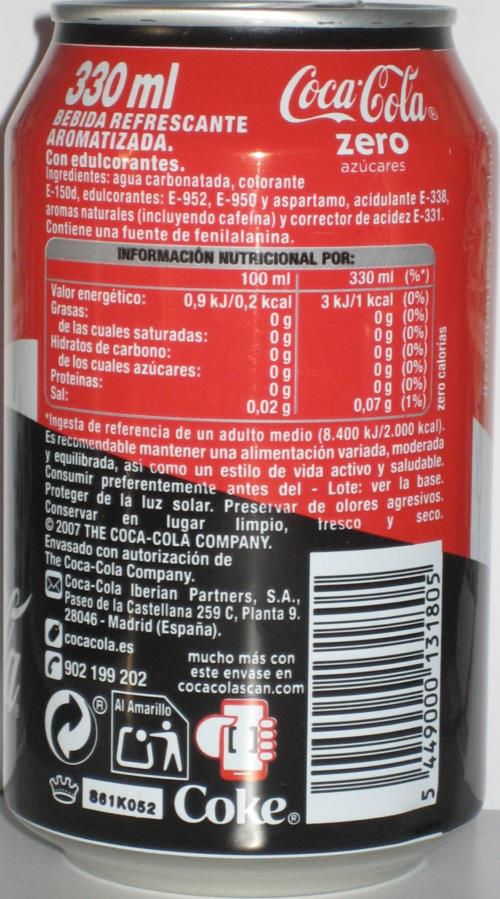 330 ml
Coca-Cola®
zero
azúcares
BEBIDA REFRESCANTE
AROMATIZADA.
Con edulcorantes.
Ingredientes: agua carbonatada, colorante
E-150d, edulcorantes: E-952, E-950 y aspartamo, acidulante E-338,
aromas naturales (incluyendo cafeína) y corrector de acidez E-331.
Contiene una fuente de fenilalanina.
INFORMACIÓN NUTRICIONAL POR:
100 ml 330 ml (%*)
Valor energético: 0,9 kJ/0,2 kcal 3 kJ/1 kcal (0%)
Grasas: 0 g 0 g (0%)
de las cuales saturadas: 0 g 0 g (0%)
Hidratos de carbono: 0 g 0 g (0%)
de los cuales azúcares: 0 g 0 g (0%)
Proteínas: 0 g 0 g (0%)
Sal: 0,02 g 0,07 g (1%)
zero calorías
*Ingesta de referencia de un adulto medio (8.400 kJ/2.000 kcal).
Es recomendable mantener una alimentación variada, moderada
y equilibrada, así como un estilo de vida activo y saludable.
Consumir preferentemente antes del - Lote: ver la base.
Proteger de la luz solar. Preservar de olores agresivos.
Conservar en lugar limpio, fresco y seco.
© 2007 THE COCA-COLA COMPANY.
Envasado con autorización de
The Coca-Cola Company.
Coca-Cola Iberian Partners, S.A.,
Paseo de la Castellana 259 C, Planta 9.
28046 - Madrid (España).
cocacola.es
902 199 202
mucho más con
este envase en
cocacolascan.com
®
Al Amarillo
S61K052
Coke®
5 449000 131805